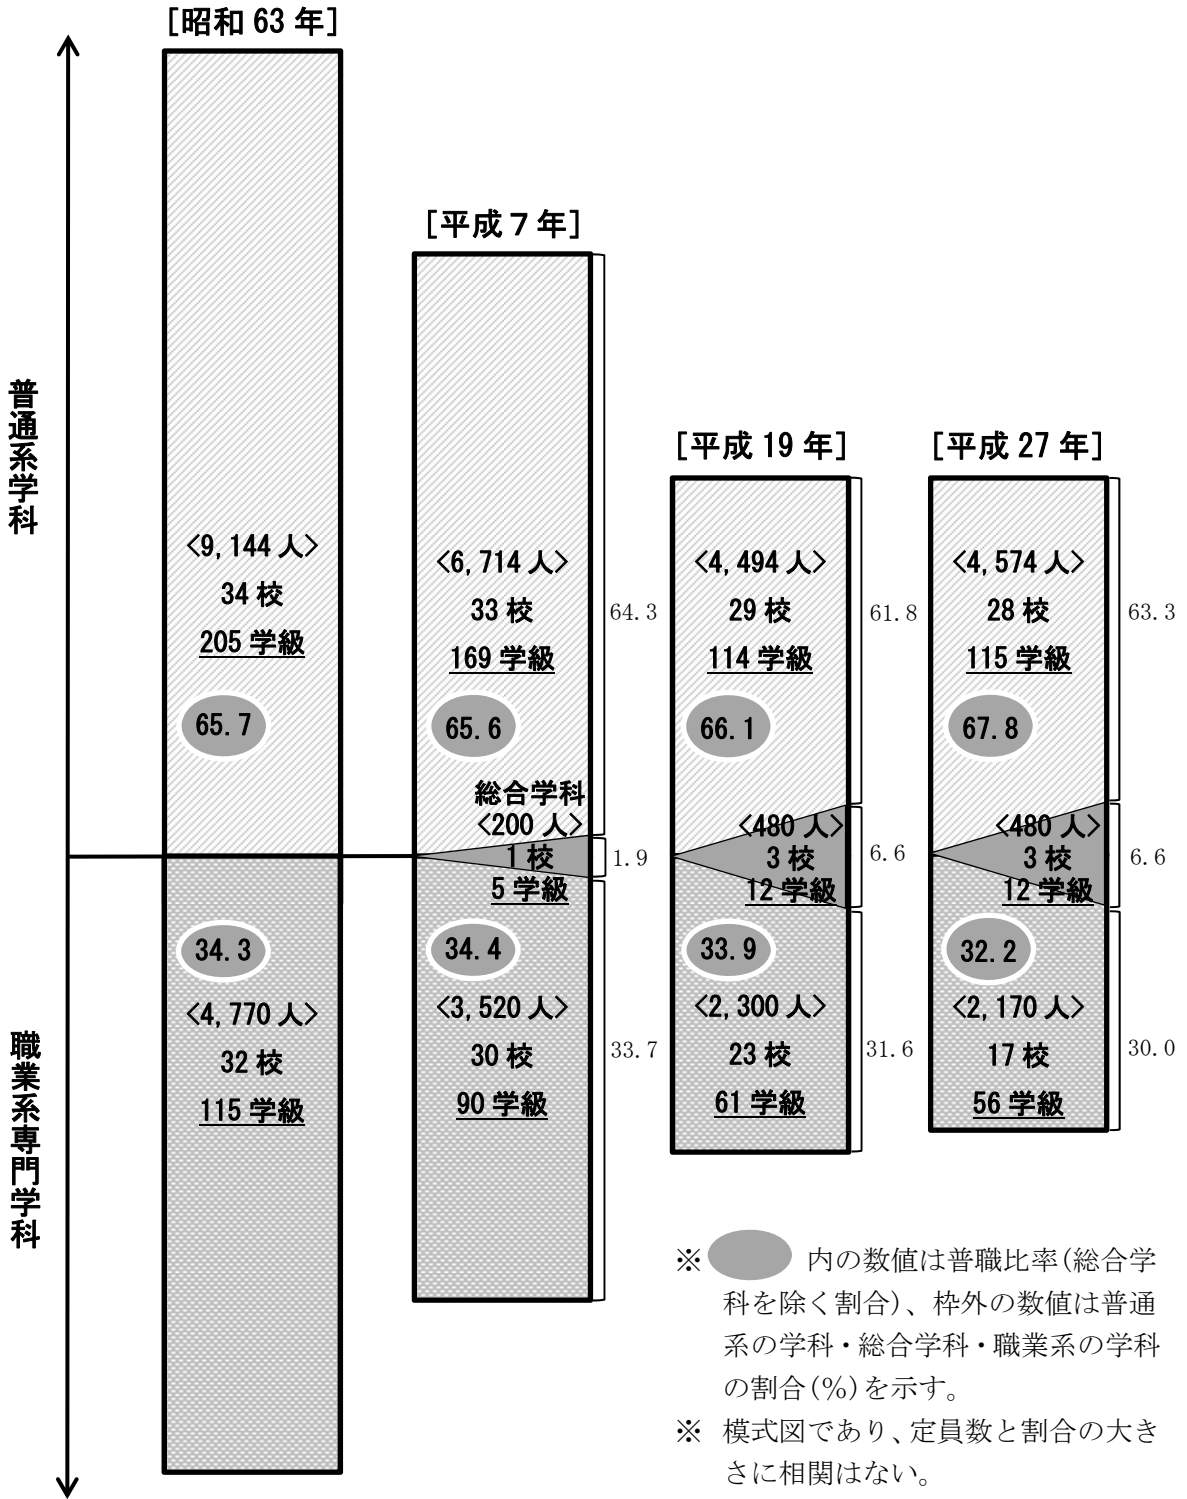 普通系学科
職業系専門学科
[昭和 63 年]
<9,144 人>
34 校
205 学級
65.7
34.3
<4,770 人>
32 校
115 学級
[平成 7 年]
<6,714 人>
33 校
169 学級
65.6
総合学科
<200 人>
1 校
5 学級
34.4
<3,520 人>
30 校
90 学級
64.3
1.9
33.7
[平成 19 年]
<4,494 人>
29 校
114 学級
66.1
<480 人>
3 校
12 学級
33.9
<2,300 人>
23 校
61 学級
61.8
6.6
31.6
[平成 27 年]
<4,574 人>
28 校
115 学級
67.8
<480 人>
3 校
12 学級
32.2
<2,170 人>
17 校
56 学級
63.3
6.6
30.0
※ 内の数値は普職比率(総合学
科を除く割合)、枠外の数値は普通
系の学科・総合学科・職業系の学科
の割合(%)を示す。
※ 模式図であり、定員数と割合の大き
さに相関はない。